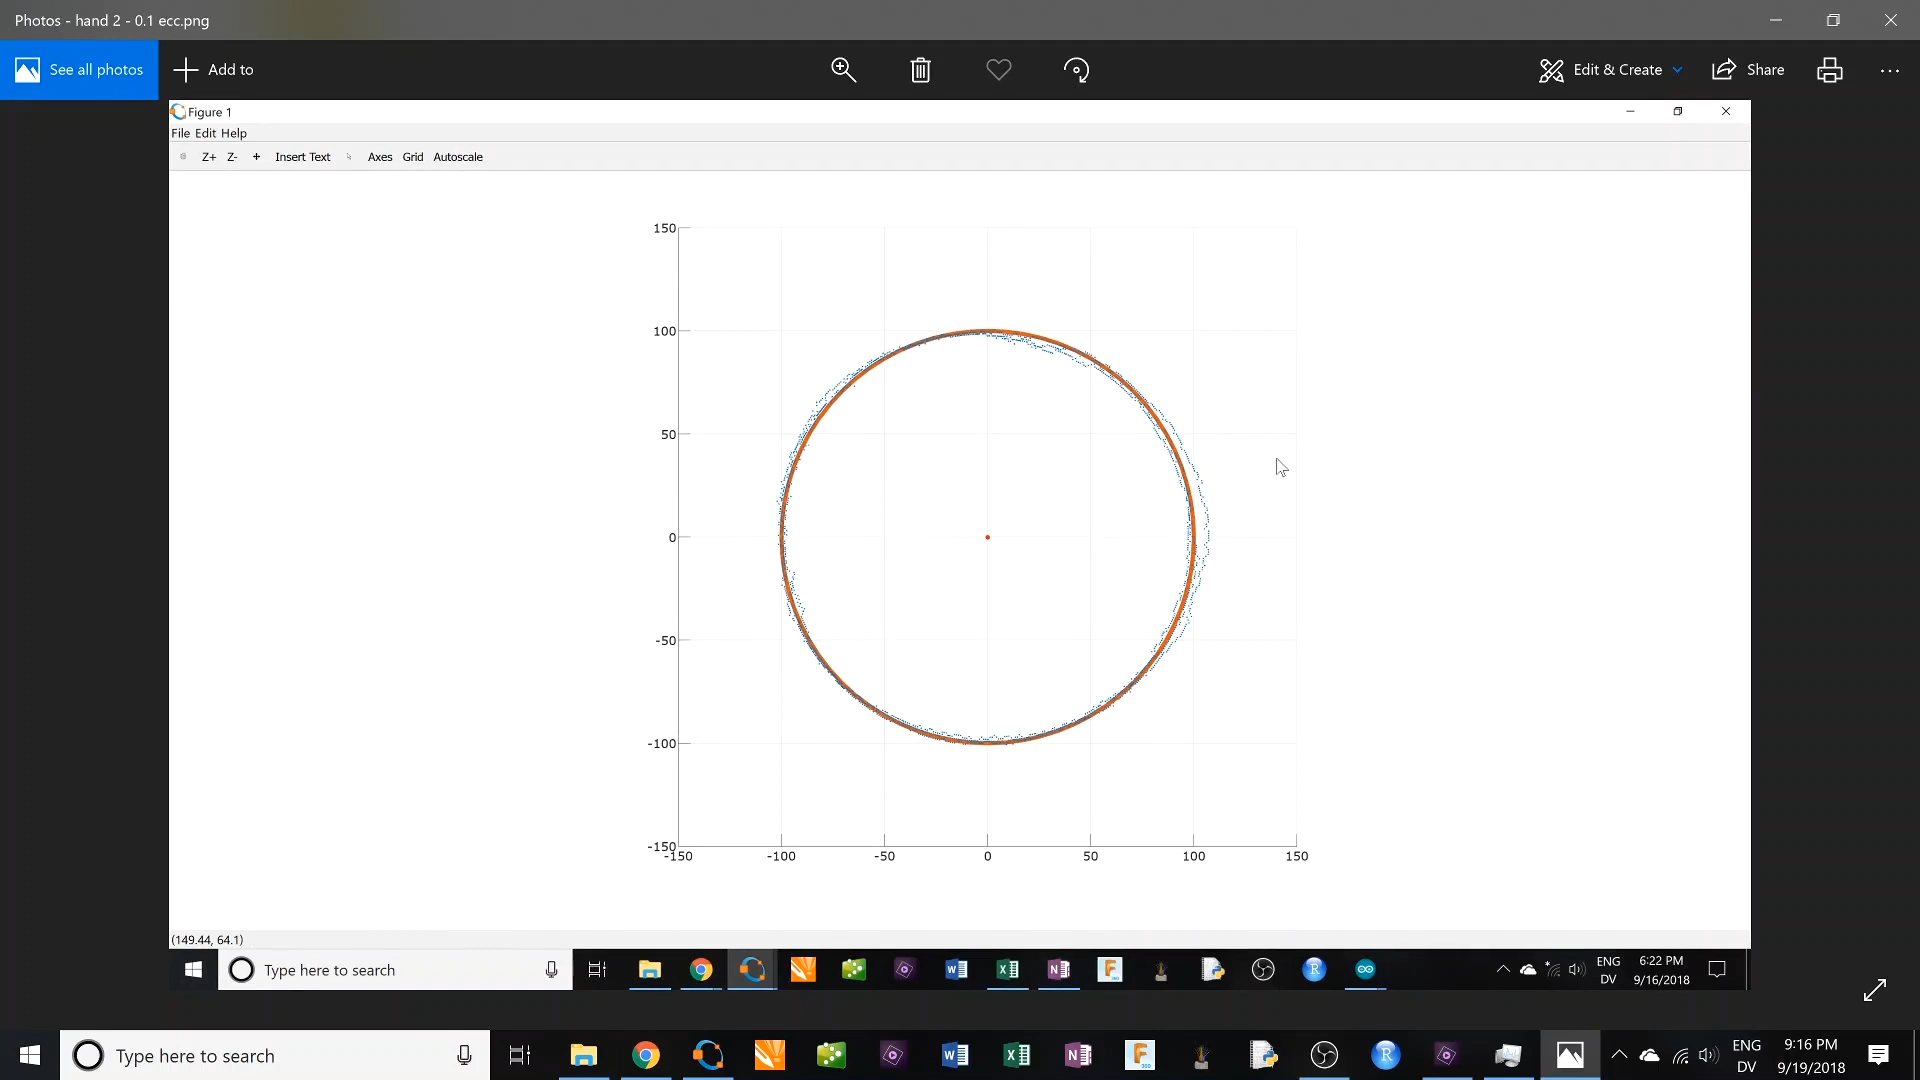 Photos - hand 2 - 0.1 ecc.png
See all photos
Add to
Edit & Create
Share
Figure 1
File Edit Help
Z+ Z- Insert Text Axes Grid Autoscale
150
100
50
0
-50
-100
-150
-150 -100 -50 0 50 100 150
(149.44, 64.1)
Type here to search
ENG
DV
6:22 PM
9/16/2018
Type here to search
ENG
DV
9:16 PM
9/19/2018